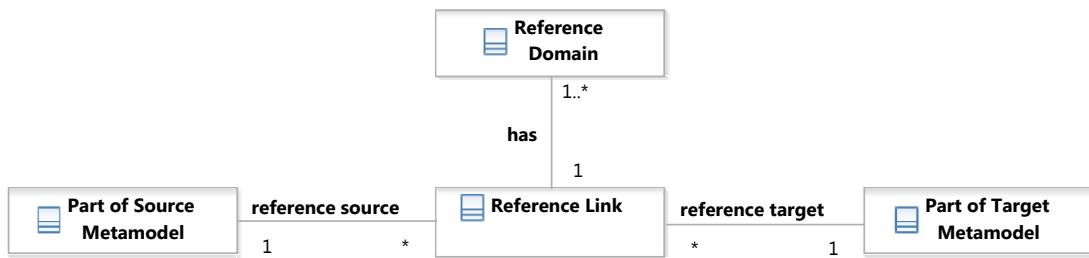 Reference
Domain
1..*
has
1
Part of Source
Metamodel
reference source
1
*
Reference Link
reference target
*
1
Part of Target
Metamodel